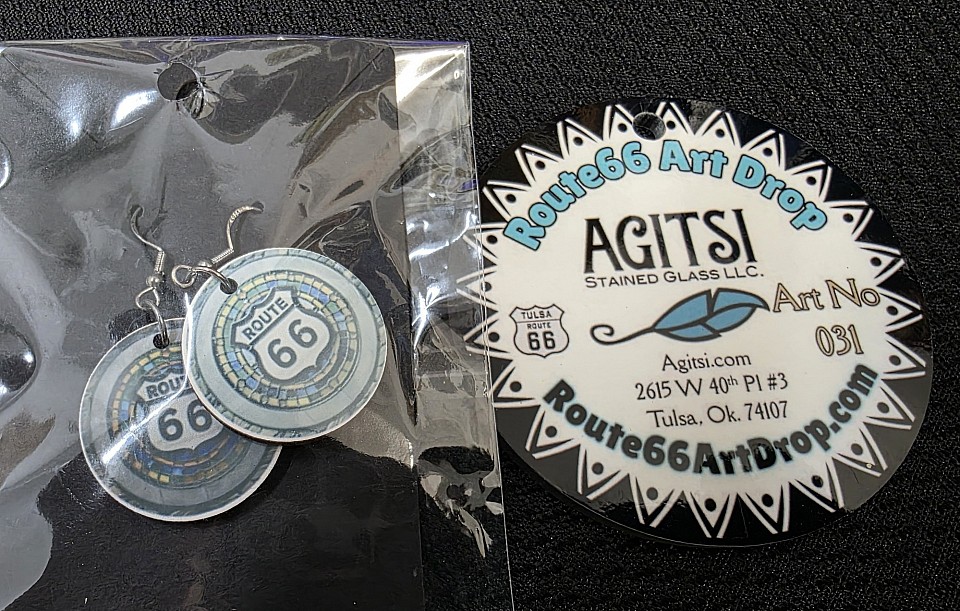 ROUTE
66
ROU
66
Route66 Art Drop
AGITSI
STAINED GLASS LLC.
Art No
031
TULSA
ROUTE
66
Agitsi.com
2615 W 40th Pl #3
Tulsa, Ok. 74107
Route66ArtDrop.com